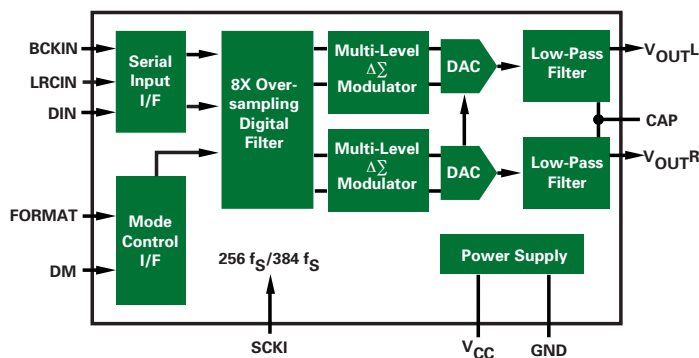 BCKIN
LRCIN
DIN
FORMAT
DM
Serial
Input
I/F
Mode
Control
I/F
8X Over-
sampling
Digital
Filter
Multi-Level
ΔΣ
Modulator
Multi-Level
ΔΣ
Modulator
DAC
DAC
Low-Pass
Filter
Low-Pass
Filter
VOUTL
CAP
VOUTR
256 fS/384 fS
Power Supply
SCKI
VCC
GND